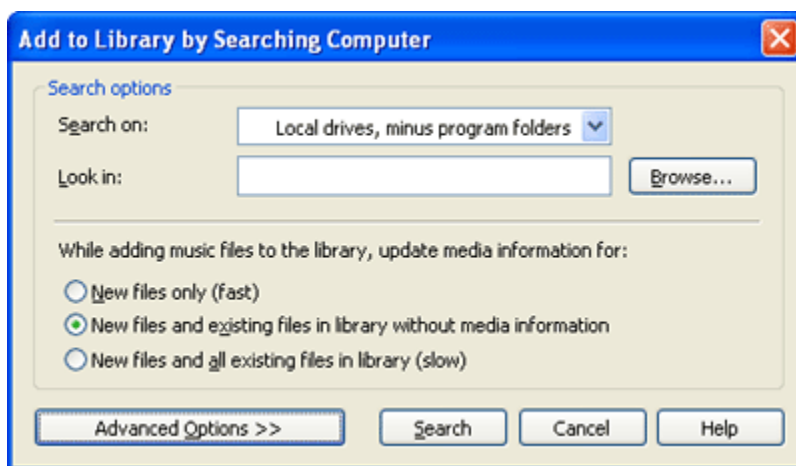 Add to Library by Searching Computer
Search options
Search on: Local drives, minus program folders
Look in: Browse...
While adding music files to the library, update media information for:
New files only (fast)
New files and existing files in library without media information
New files and all existing files in library (slow)
Advanced Options >> Search Cancel Help